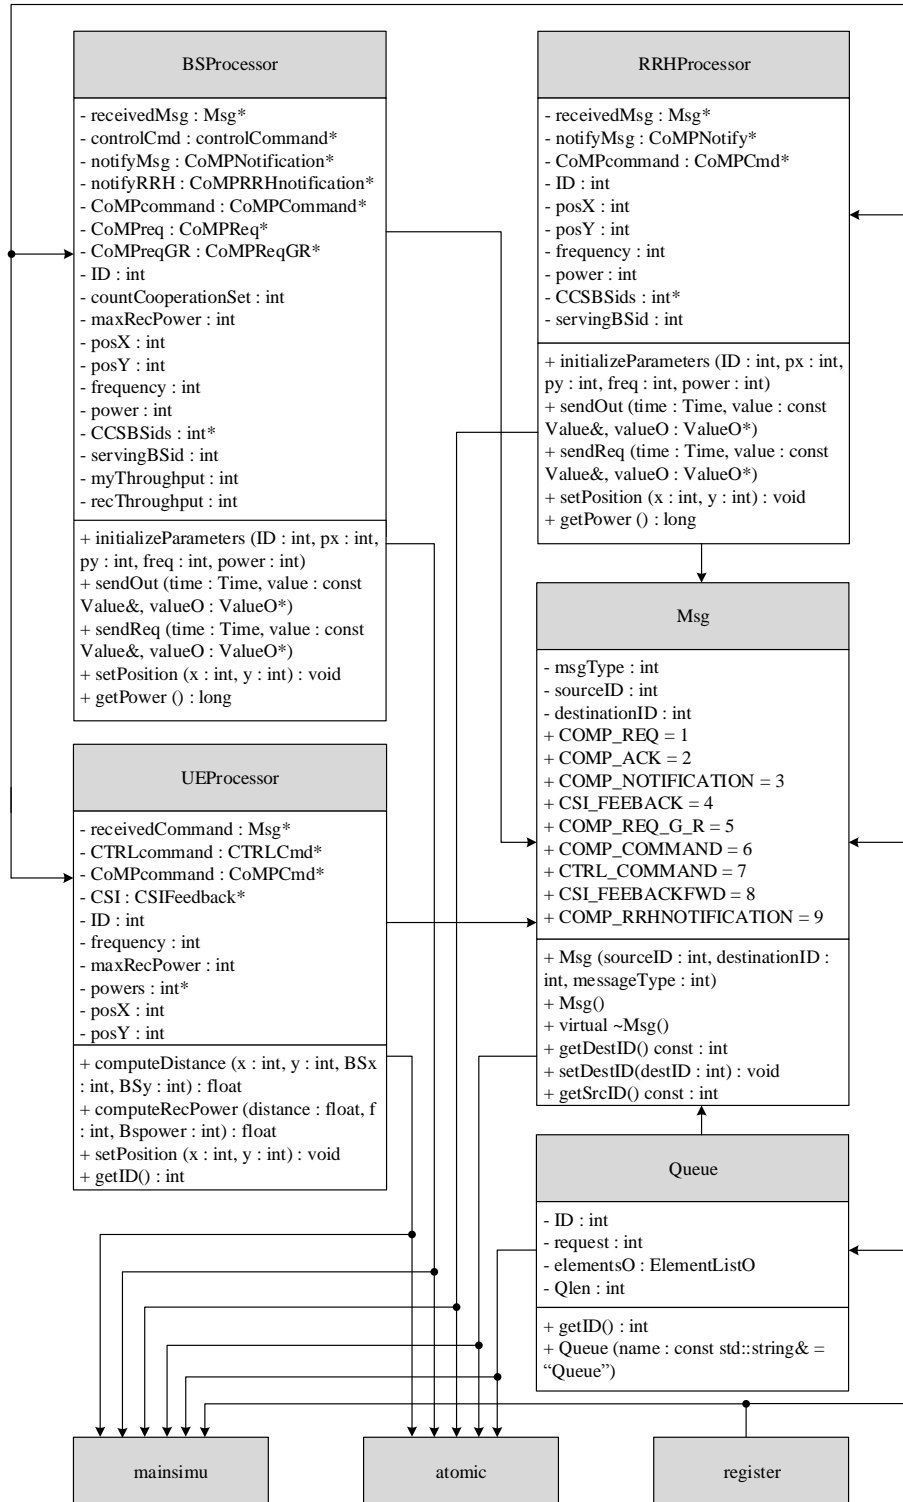 BSProcessor
- receivedMsg : Msg*
- controlCmd : controlCommand*
- notifyMsg : CoMPNotification*
- notifyRRH : CoMPRRHnotification*
- CoMPcommand : CoMPCommand*
- CoMPreq : CoMPReq*
- CoMPreqGR : CoMPReqGR*
- ID : int
- countCooperationSet : int
- maxRecPower : int
- posX : int
- posY : int
- frequency : int
- power : int
- CCSBSids : int*
- servingBSid : int
- myThroughput : int
- recThroughput : int
+ initializeParameters (ID : int, px : int,
py : int, freq : int, power : int)
+ sendOut (time : Time, value : const
Value&, valueO : ValueO*)
+ sendReq (time : Time, value : const
Value&, valueO : ValueO*)
+ setPosition (x : int, y : int) : void
+ getPower () : long
RRHProcessor
- receivedMsg : Msg*
- notifyMsg : CoMPNotify*
- CoMPcommand : CoMPCmd*
- ID : int
- posX : int
- posY : int
- frequency : int
- power : int
- CCSBSids : int*
- servingBSid : int
+ initializeParameters (ID : int, px : int,
py : int, freq : int, power : int)
+ sendOut (time : Time, value : const
Value&, valueO : ValueO*)
+ sendReq (time : Time, value : const
Value&, valueO : ValueO*)
+ setPosition (x : int, y : int) : void
+ getPower () : long
UEProcessor
- receivedCommand : Msg*
- CTRLcommand : CTRLCmd*
- CoMPcommand : CoMPCmd*
- CSI : CSIFeedback*
- ID : int
- frequency : int
- maxRecPower : int
- powers : int*
- posX : int
- posY : int
+ computeDistance (x : int, y : int, BSx
: int, BSy : int) : float
+ computeRecPower (distance : float, f
: int, Bspower : int) : float
+ setPosition (x : int, y : int) : void
+ getID() : int
Msg
- msgType : int
- sourceID : int
- destinationID : int
+ COMP_REQ = 1
+ COMP_ACK = 2
+ COMP_NOTIFICATION = 3
+ CSI_FEEBACK = 4
+ COMP_REQ_G_R = 5
+ COMP_COMMAND = 6
+ CTRL_COMMAND = 7
+ CSI_FEEBACKFWD = 8
+ COMP_RRHNOTIFICATION = 9
+ Msg (sourceID : int, destinationID :
int, messageType : int)
+ Msg()
+ virtual ~Msg()
+ getDestID() const : int
+ setDestID(destID : int) : void
+ getSrcID() const : int
Queue
- ID : int
- request : int
- elementsO : ElementListO
- Qlen : int
+ getID() : int
+ Queue (name : const std::string& =
“Queue”)
mainsimu
atomic
register